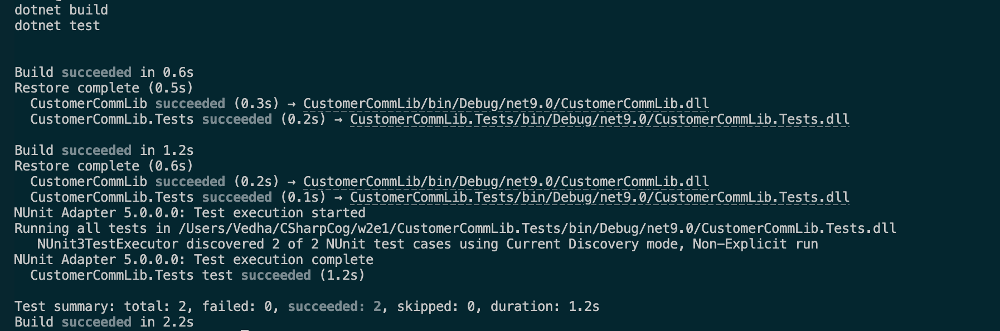 dotnet build
dotnet test
Build succeeded in 0.6s
Restore complete (0.5s)
CustomerCommLib succeeded (0.3s) → CustomerCommLib/bin/Debug/net9.0/CustomerCommLib.dll
CustomerCommLib.Tests succeeded (0.2s) → CustomerCommLib.Tests/bin/Debug/net9.0/CustomerCommLib.Tests.dll
Build succeeded in 1.2s
Restore complete (0.6s)
CustomerCommLib succeeded (0.2s) → CustomerCommLib/bin/Debug/net9.0/CustomerCommLib.dll
CustomerCommLib.Tests succeeded (0.1s) → CustomerCommLib.Tests/bin/Debug/net9.0/CustomerCommLib.Tests.dll
NUnit Adapter 5.0.0.0: Test execution started
Running all tests in /Users/Vedha/CSharpCog/w2e1/CustomerCommLib.Tests/bin/Debug/net9.0/CustomerCommLib.Tests.dll
NUnit3TestExecutor discovered 2 of 2 NUnit test cases using Current Discovery mode, Non-Explicit run
NUnit Adapter 5.0.0.0: Test execution complete
CustomerCommLib.Tests test succeeded (1.2s)
Test summary: total: 2, failed: 0, succeeded: 2, skipped: 0, duration: 1.2s
Build succeeded in 2.2s